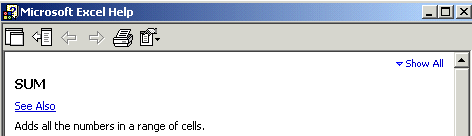 Microsoft Excel Help
Show All
SUM
See Also
Adds all the numbers in a range of cells.